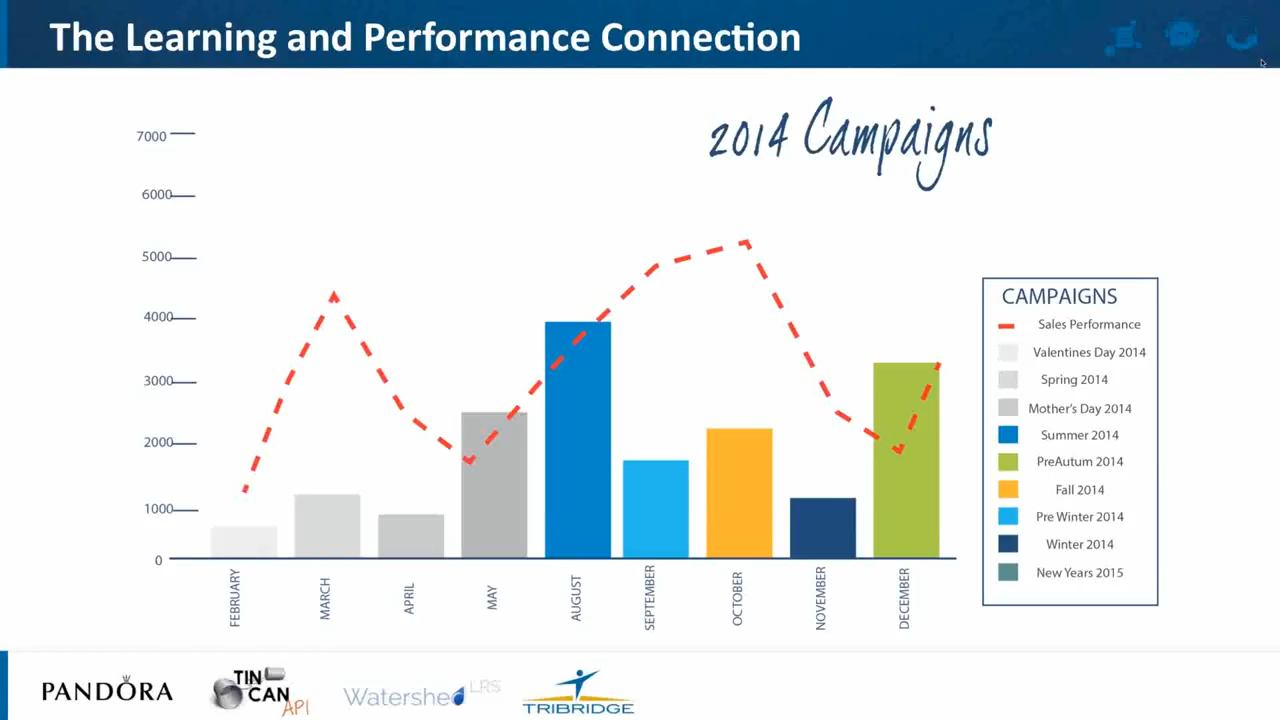 The Learning and Performance Connection
2014 Campaigns
7000
6000
5000
4000
3000
2000
1000
0
FEBRUARY
MARCH
APRIL
MAY
AUGUST
SEPTEMBER
OCTOBER
NOVEMBER
DECEMBER
CAMPAIGNS
Sales Performance
Valentines Day 2014
Spring 2014
Mother's Day 2014
Summer 2014
PreAutum 2014
Fall 2014
Pre Winter 2014
Winter 2014
New Years 2015
PANDORA
TIN
CAN
API
Watershed LRS
TRIBRIDGE